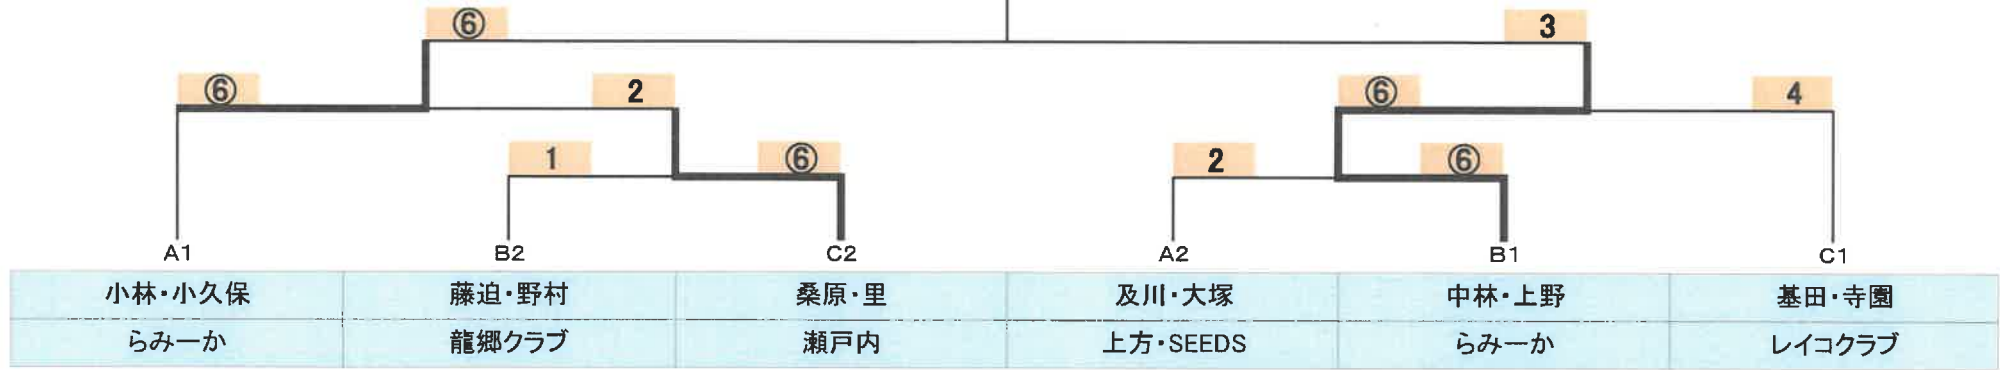 ⑥ 3
⑥ 2 ⑥ 4
1 ⑥ 2 ⑥
A1 B2 C2 A2 B1 C1
小林・小久保 藤迫・野村 桑原・里 及川・大塚 中林・上野 基田・寺園
らみーか 龍郷クラブ 瀬戸内 上方・SEEDS らみーか レイコクラブ